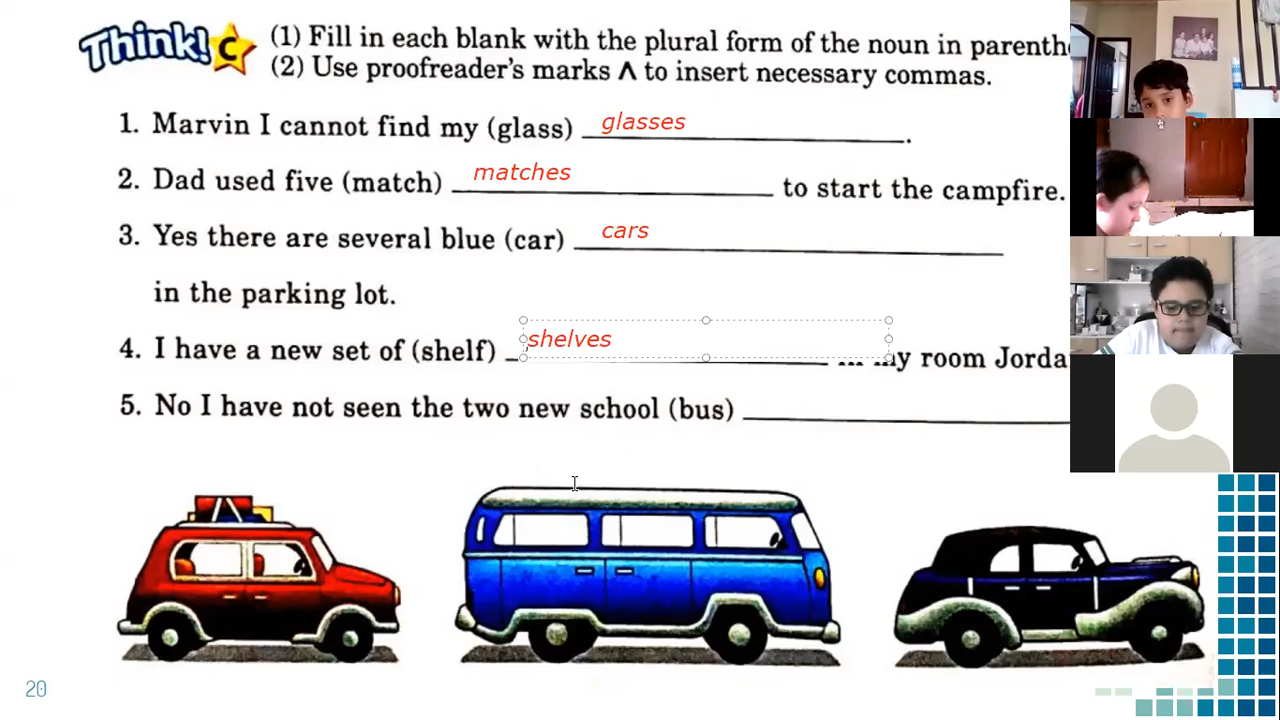 Think! C (1) Fill in each blank with the plural form of the noun in parenth
(2) Use proofreader's marks ∧ to insert necessary commas.
1. Marvin I cannot find my (glass) glasses .
2. Dad used five (match) matches to start the campfire.
3. Yes there are several blue (car) cars
in the parking lot.
4. I have a new set of (shelf) shelves my room Jorda
5. No I have not seen the two new school (bus)
20